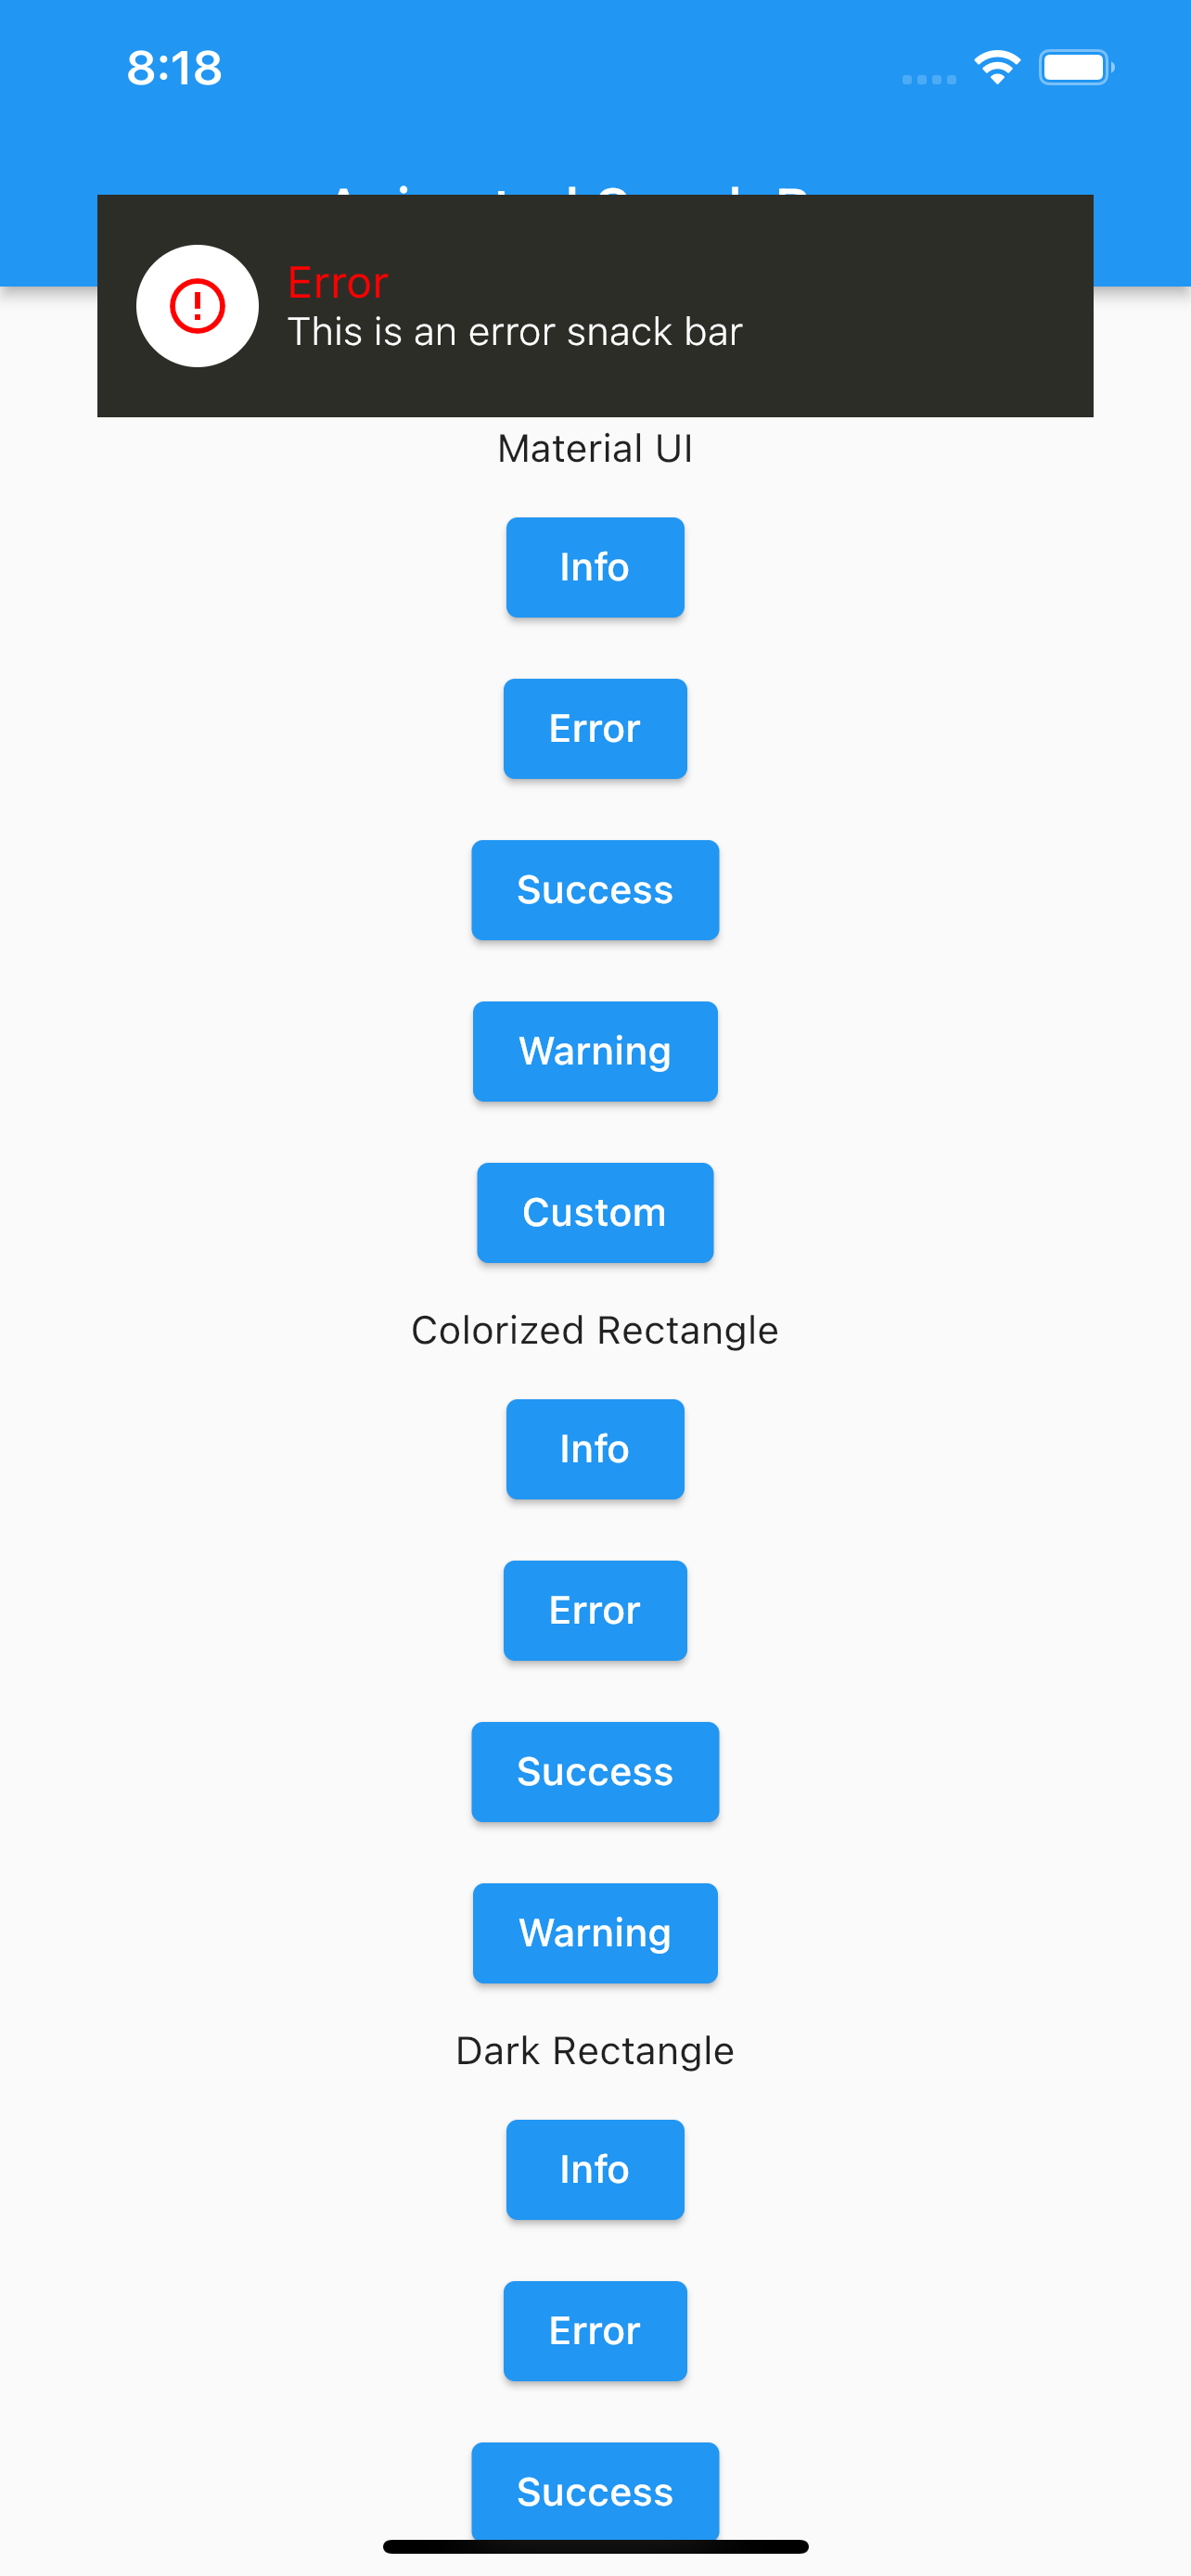 8:18
Error
This is an error snack bar
Material UI
Info
Error
Success
Warning
Custom
Colorized Rectangle
Info
Error
Success
Warning
Dark Rectangle
Info
Error
Success